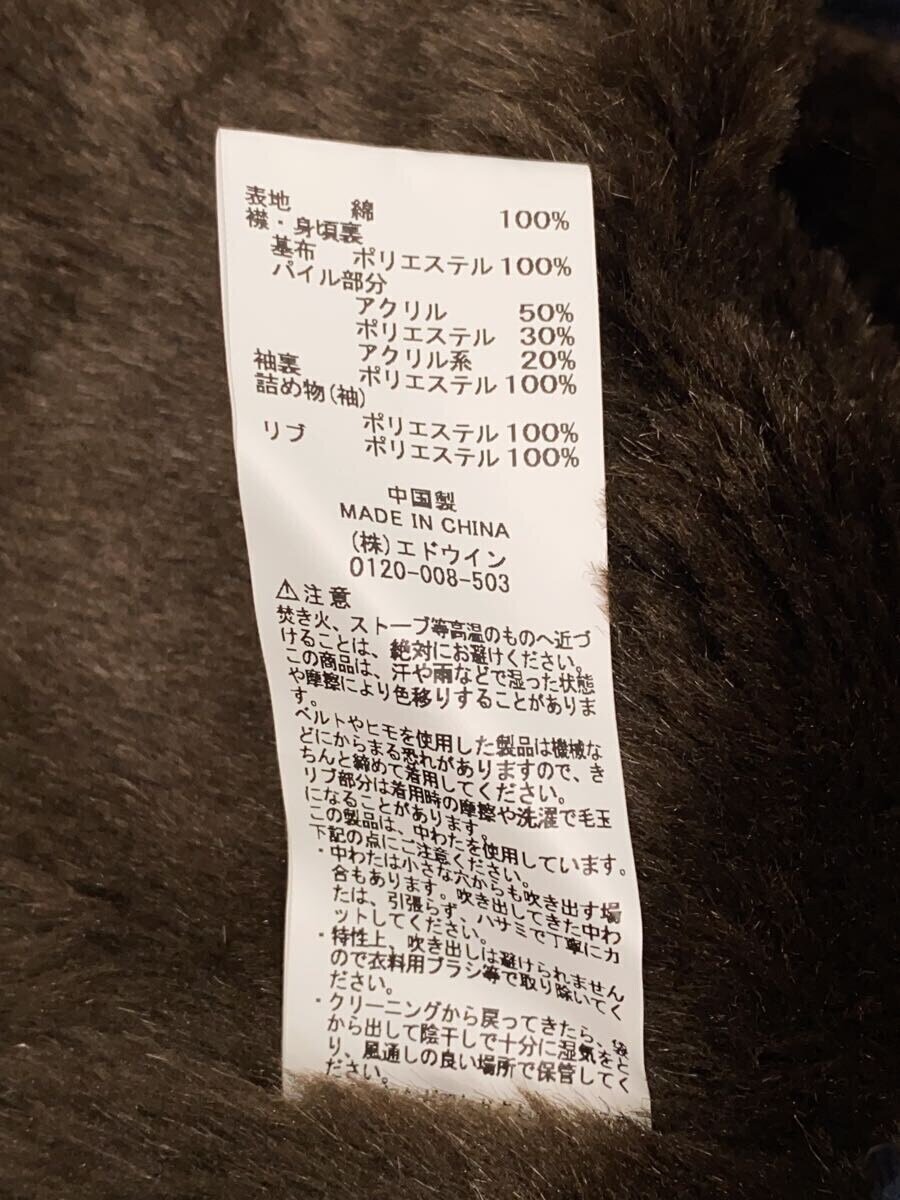 表地 綿 100%
襟・身頃裏
基布 ポリエステル 100%
パイル部分
アクリル 50%
ポリエステル 30%
アクリル系 20%
袖裏 ポリエステル 100%
詰め物(袖)
ポリエステル 100%
リブ ポリエステル 100%
中国製
MADE IN CHINA
(株)エドウイン
0120-008-503
⚠注意
焚き火、ストーブ等高温のものへ近づ
けることは、絶対にお避けください。
この商品は、汗や雨などで湿った状態
や摩擦により色移りすることがありま
す。
ベルトやヒモを使用した製品は機械な
どにからまる恐れがありますので、き
ちんと締めて着用してください。
リブ部分は着用時の摩擦や洗濯で毛玉
になることがあります。
この製品は、中わたを使用しています。
下記の点にご注意ください。
・中わたは小さな穴からも吹き出す場
合もあります。吹き出してきた中わ
たは、引張らず、ハサミで丁寧にカ
ットしてください。
・特性上、吹き出しは避けられません
ので衣料用ブラシ等で取り除いてく
ださい。
・クリーニングから戻ってきたら、袋
から出して陰干しで十分に湿気をと
り、風通しの良い場所で保管してく
ださい。